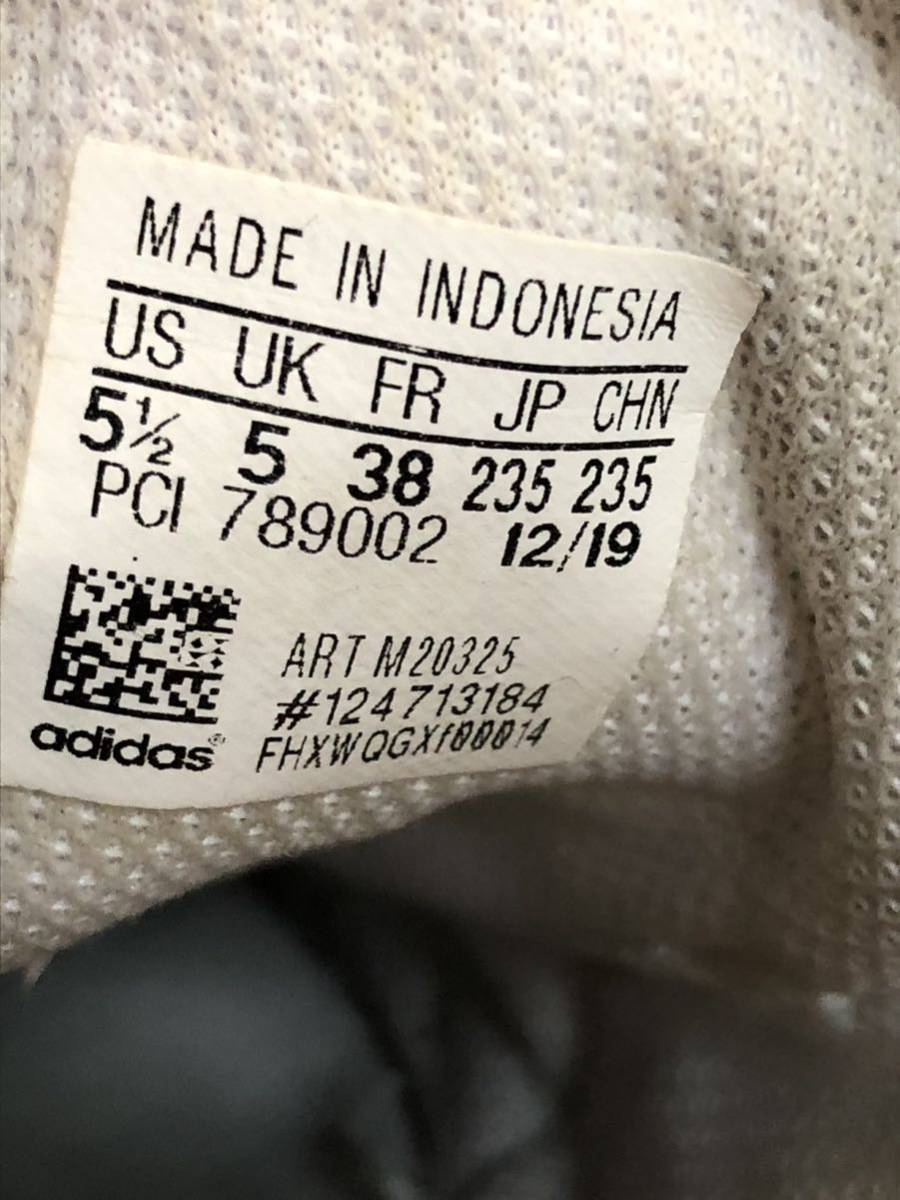 MADE IN INDONESIA
US UK FR JP CHN
5½ 5 38 235 235
PCI 789002 12/19
ART M20325
#124713184
adidas® FHXWQGXf00014